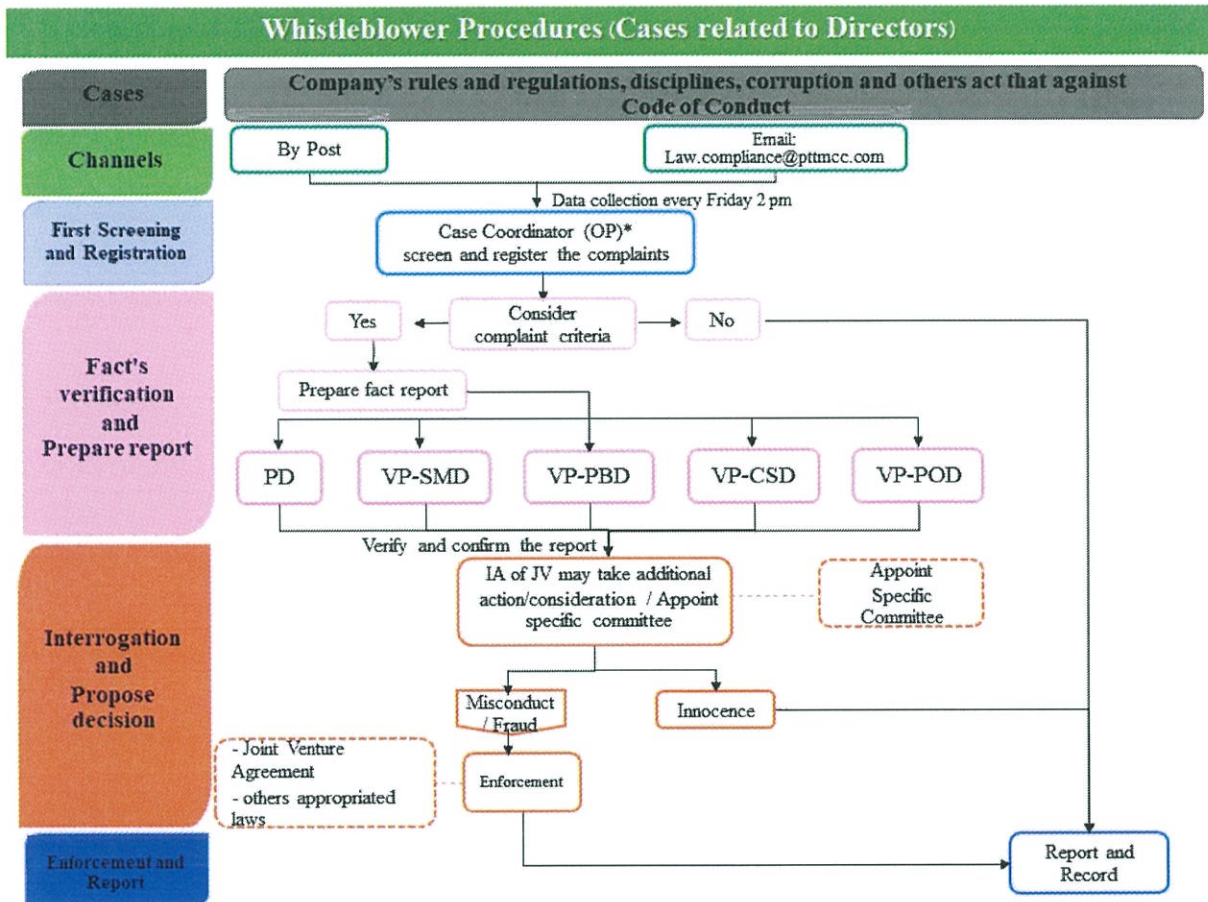 Whistleblower Procedures (Cases related to Directors)
Cases
Company's rules and regulations, disciplines, corruption and others act that against
Code of Conduct
Channels
By Post
Email:
Law.compliance@pttmcc.com
Data collection every Friday 2 pm
First Screening
and Registration
Case Coordinator (OP)*
screen and register the complaints
Fact's
verification
and
Prepare report
Yes
Consider
complaint criteria
No
Prepare fact report
PD
VP-SMD
VP-PBD
VP-CSD
VP-POD
Verify and confirm the report
Interrogation
and
Propose
decision
IA of JV may take additional
action/consideration / Appoint
specific committee
Appoint
Specific
Committee
Misconduct
/ Fraud
Innocence
- Joint Venture
Agreement
- others appropriated
laws
Enforcement
Enforcement and
Report
Report and
Record